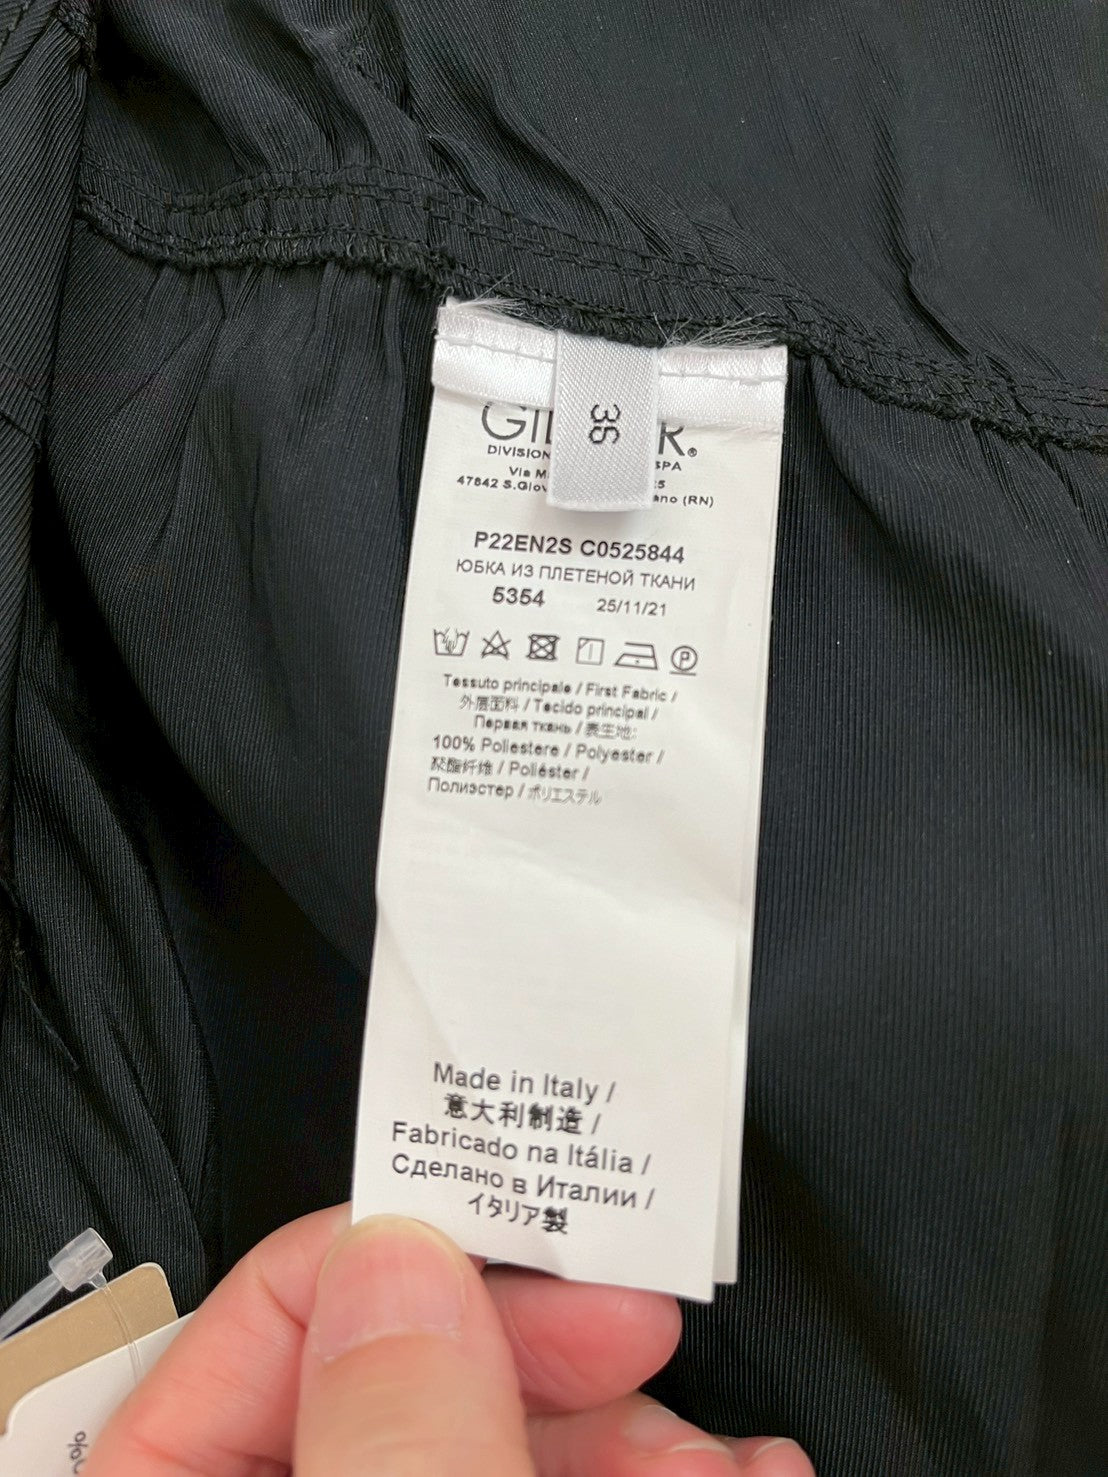 36
DIVISION SPA
Via M
47842 S.Giov ano (RN)
P22EN2S C0525844
ЮБКА ИЗ ПЛЕТЕНОЙ ТКАНИ
5354 25/11/21
P
Tessuto principale / First Fabric /
外层面料 / Tecido principal /
Первая ткань / 表生地:
100% Poliestere / Polyester /
聚酯纤维 / Poliéster /
Полиэстер / ポリエステル
Made in Italy /
意大利制造 /
Fabricado na Itália /
Сделано в Италии /
イタリア製